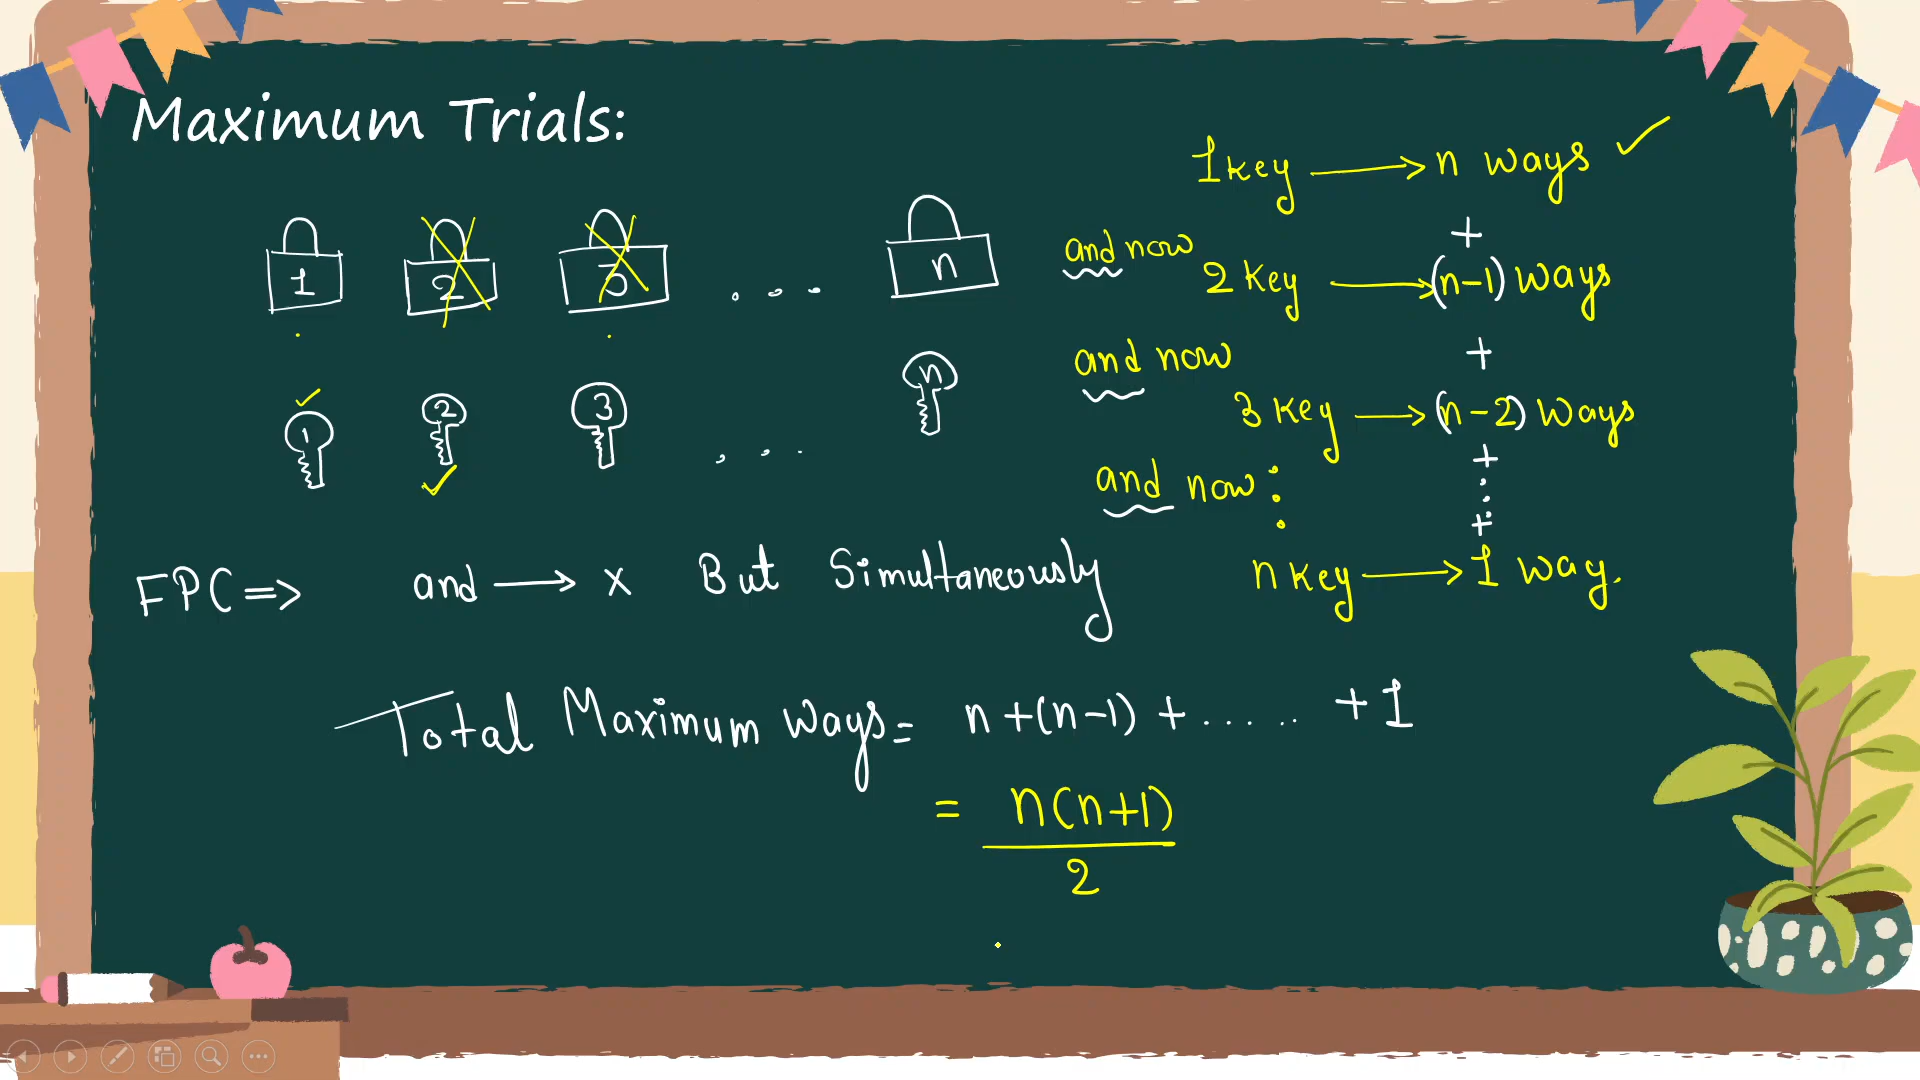 Maximum Trials:
1 key → n ways ✓
+
1 2 3 . . . n
and now
2 key → (n-1) ways
+
and now
3 key → (n-2) ways
1 2 3 . . . n
+
and now :
+
n key → 1 way.
FPC => and → x But Simultaneously
Total Maximum ways = n+(n-1) + ..... +1
= n(n+1)
2